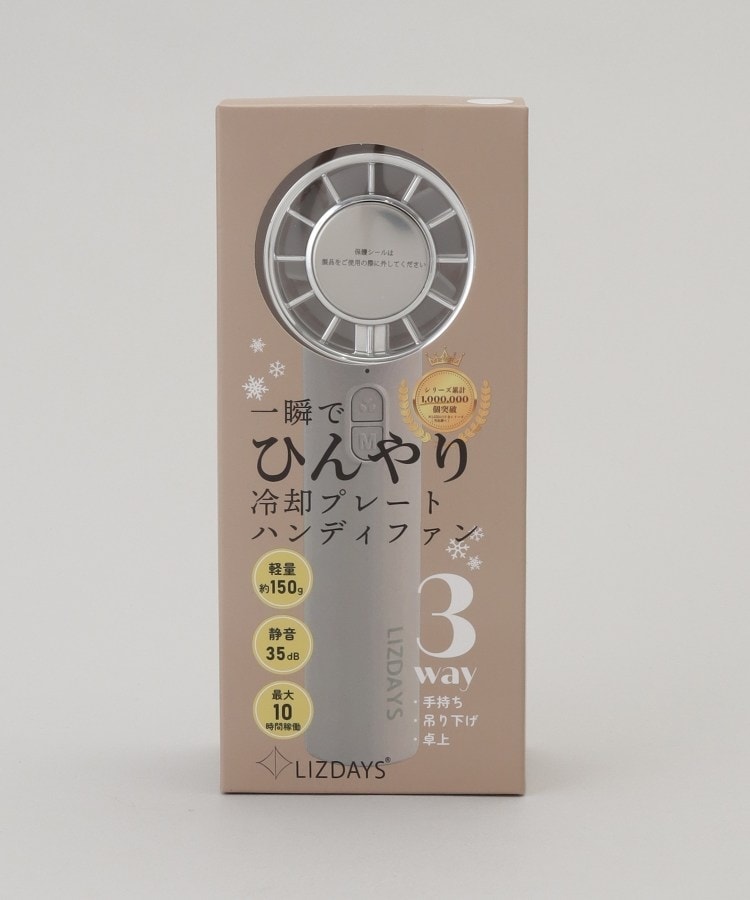 保護シールは
商品をご使用の際に外してください
シリーズ累計
1,000,000
個突破
一瞬で
ひんやり
冷却プレート
ハンディファン
M
軽量
約150g
静音
35dB
最大
10
時間稼働
3
way
・手持ち
・吊り下げ
・卓上
LIZDAYS
LIZDAYS®